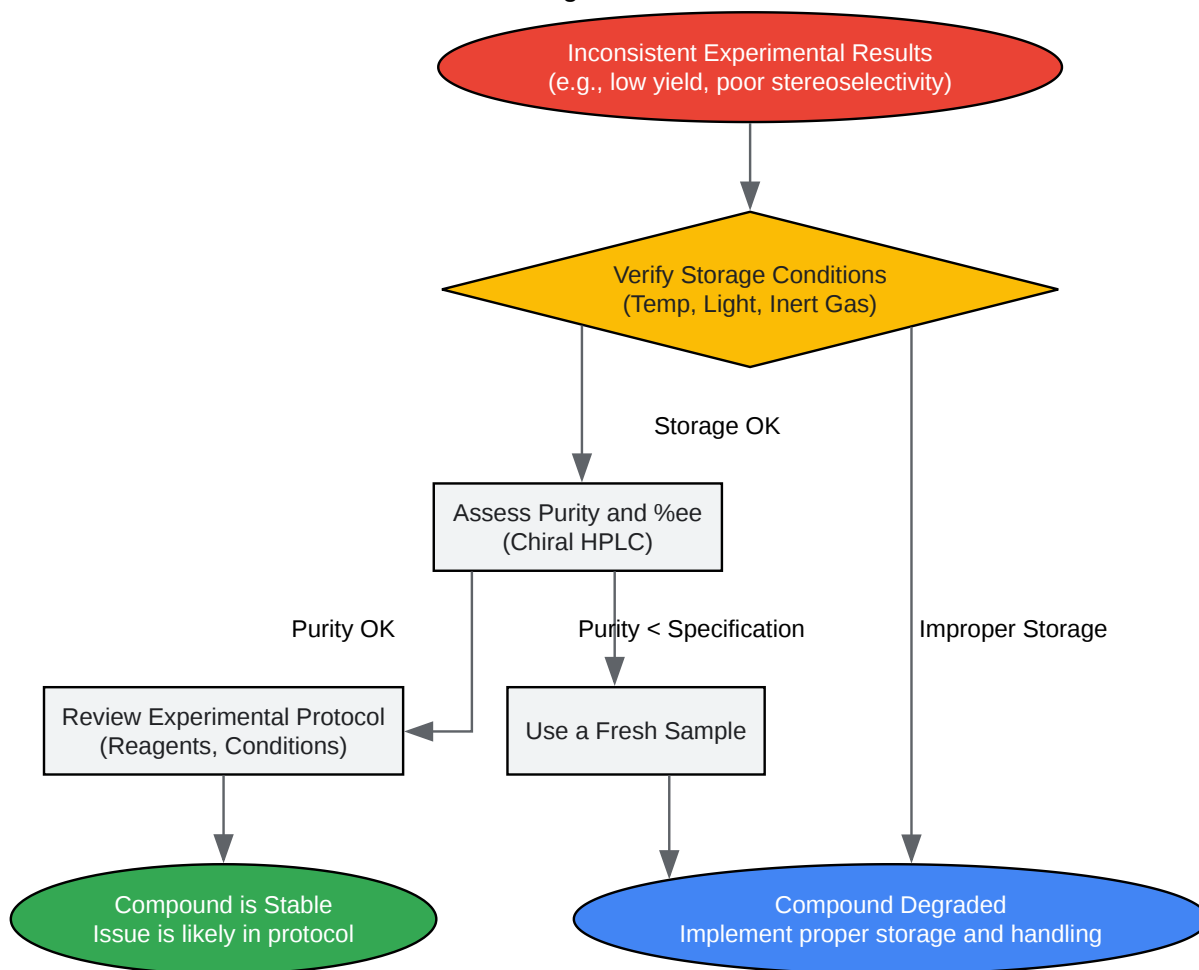 Inconsistent Experimental Results
(e.g., low yield, poor stereoselectivity)
Verify Storage Conditions
(Temp, Light, Inert Gas)
Storage OK
Assess Purity and %ee
(Chiral HPLC)
Purity OK
Purity < Specification
Improper Storage
Review Experimental Protocol
(Reagents, Conditions)
Use a Fresh Sample
Compound is Stable
Issue is likely in protocol
Compound Degraded
Implement proper storage and handling